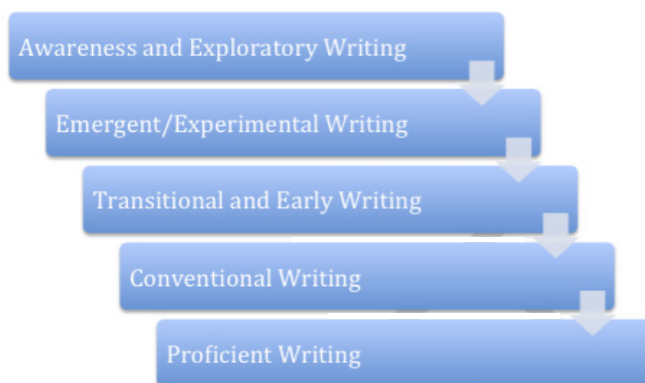 Awareness and Exploratory Writing
Emergent/Experimental Writing
Transitional and Early Writing
Conventional Writing
Proficient Writing